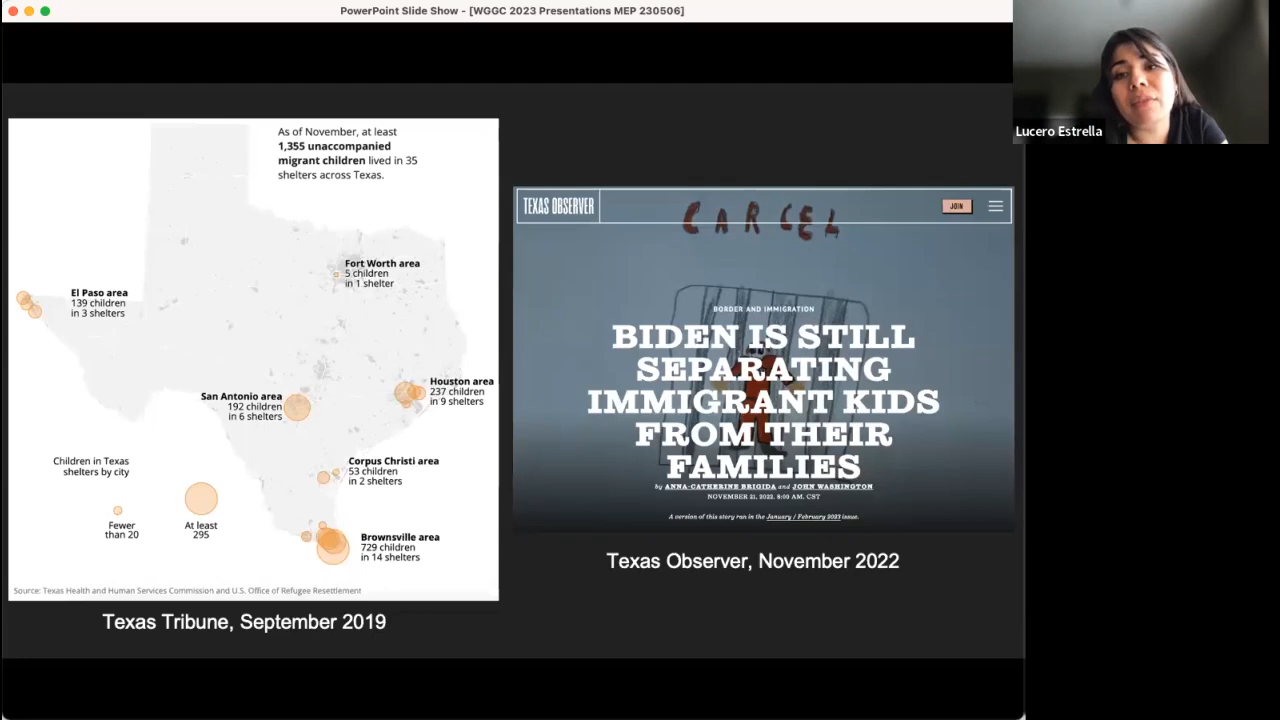 PowerPoint Slide Show - [WGGC 2023 Presentations MEP 230506]
Lucero Estrella
As of November, at least
1,355 unaccompanied
migrant children lived in 35
shelters across Texas.
Fort Worth area
5 children
in 1 shelter
El Paso area
139 children
in 3 shelters
Houston area
237 children
in 9 shelters
San Antonio area
192 children
in 6 shelters
Corpus Christi area
53 children
in 2 shelters
Children in Texas
shelters by city
Fewer
than 20
At least
295
Brownsville area
729 children
in 14 shelters
Source: Texas Health and Human Services Commission and U.S. Office of Refugee Resettlement
Texas Tribune, September 2019
TEXAS OBSERVER
JOIN
CARCEL
BORDER AND IMMIGRATION
BIDEN IS STILL
SEPARATING
IMMIGRANT KIDS
FROM THEIR
FAMILIES
by ANNA-CATHERINE BRIGIDA and JOHN WASHINGTON
NOVEMBER 21, 2022, 8:00 AM, CST
A version of this story ran in the January / February 2023 issue.
Texas Observer, November 2022